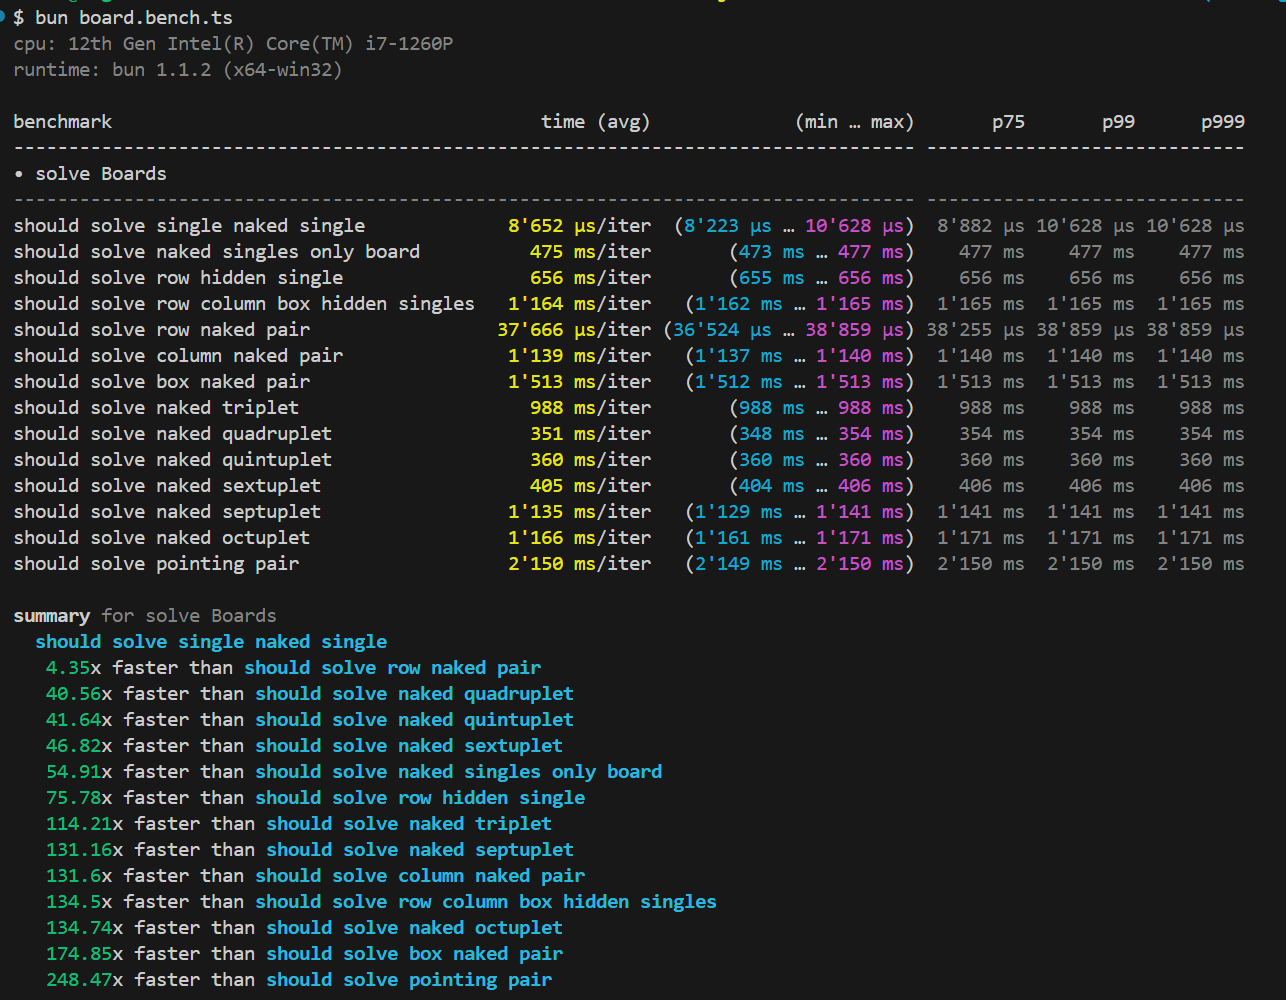 $ bun board.bench.ts
cpu: 12th Gen Intel(R) Core(TM) i7-1260P
runtime: bun 1.1.2 (x64-win32)
benchmark time (avg) (min … max) p75 p99 p999
----------------------------------------------------------------------------------- -----------------------------
• solve Boards
----------------------------------------------------------------------------------- -----------------------------
should solve single naked single 8'652 µs/iter (8'223 µs … 10'628 µs) 8'882 µs 10'628 µs 10'628 µs
should solve naked singles only board 475 ms/iter (473 ms … 477 ms) 477 ms 477 ms 477 ms
should solve row hidden single 656 ms/iter (655 ms … 656 ms) 656 ms 656 ms 656 ms
should solve row column box hidden singles 1'164 ms/iter (1'162 ms … 1'165 ms) 1'165 ms 1'165 ms 1'165 ms
should solve row naked pair 37'666 µs/iter (36'524 µs … 38'859 µs) 38'255 µs 38'859 µs 38'859 µs
should solve column naked pair 1'139 ms/iter (1'137 ms … 1'140 ms) 1'140 ms 1'140 ms 1'140 ms
should solve box naked pair 1'513 ms/iter (1'512 ms … 1'513 ms) 1'513 ms 1'513 ms 1'513 ms
should solve naked triplet 988 ms/iter (988 ms … 988 ms) 988 ms 988 ms 988 ms
should solve naked quadruplet 351 ms/iter (348 ms … 354 ms) 354 ms 354 ms 354 ms
should solve naked quintuplet 360 ms/iter (360 ms … 360 ms) 360 ms 360 ms 360 ms
should solve naked sextuplet 405 ms/iter (404 ms … 406 ms) 406 ms 406 ms 406 ms
should solve naked septuplet 1'135 ms/iter (1'129 ms … 1'141 ms) 1'141 ms 1'141 ms 1'141 ms
should solve naked octuplet 1'166 ms/iter (1'161 ms … 1'171 ms) 1'171 ms 1'171 ms 1'171 ms
should solve pointing pair 2'150 ms/iter (2'149 ms … 2'150 ms) 2'150 ms 2'150 ms 2'150 ms
summary for solve Boards
should solve single naked single
4.35x faster than should solve row naked pair
40.56x faster than should solve naked quadruplet
41.64x faster than should solve naked quintuplet
46.82x faster than should solve naked sextuplet
54.91x faster than should solve naked singles only board
75.78x faster than should solve row hidden single
114.21x faster than should solve naked triplet
131.16x faster than should solve naked septuplet
131.6x faster than should solve column naked pair
134.5x faster than should solve row column box hidden singles
134.74x faster than should solve naked octuplet
174.85x faster than should solve box naked pair
248.47x faster than should solve pointing pair